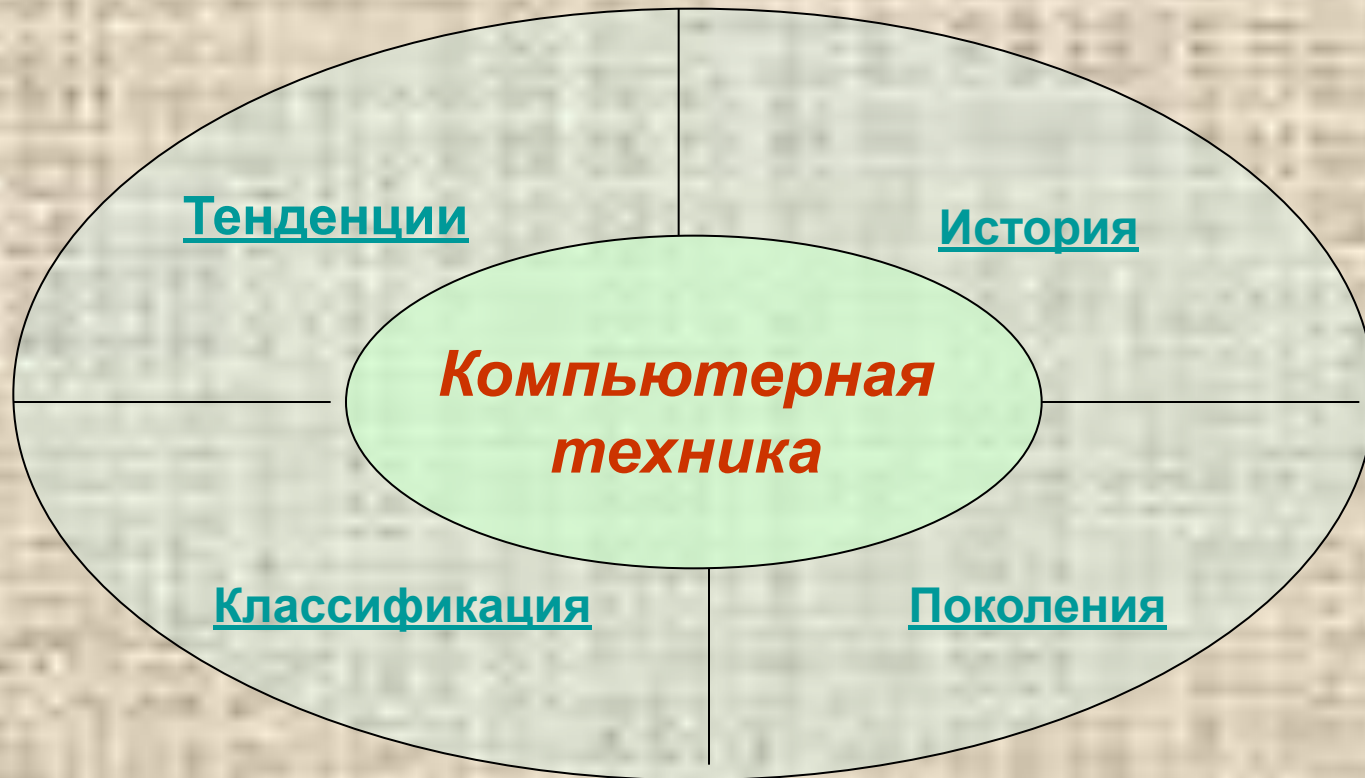 Тенденции
История
Компьютерная
техника
Классификация
Поколения